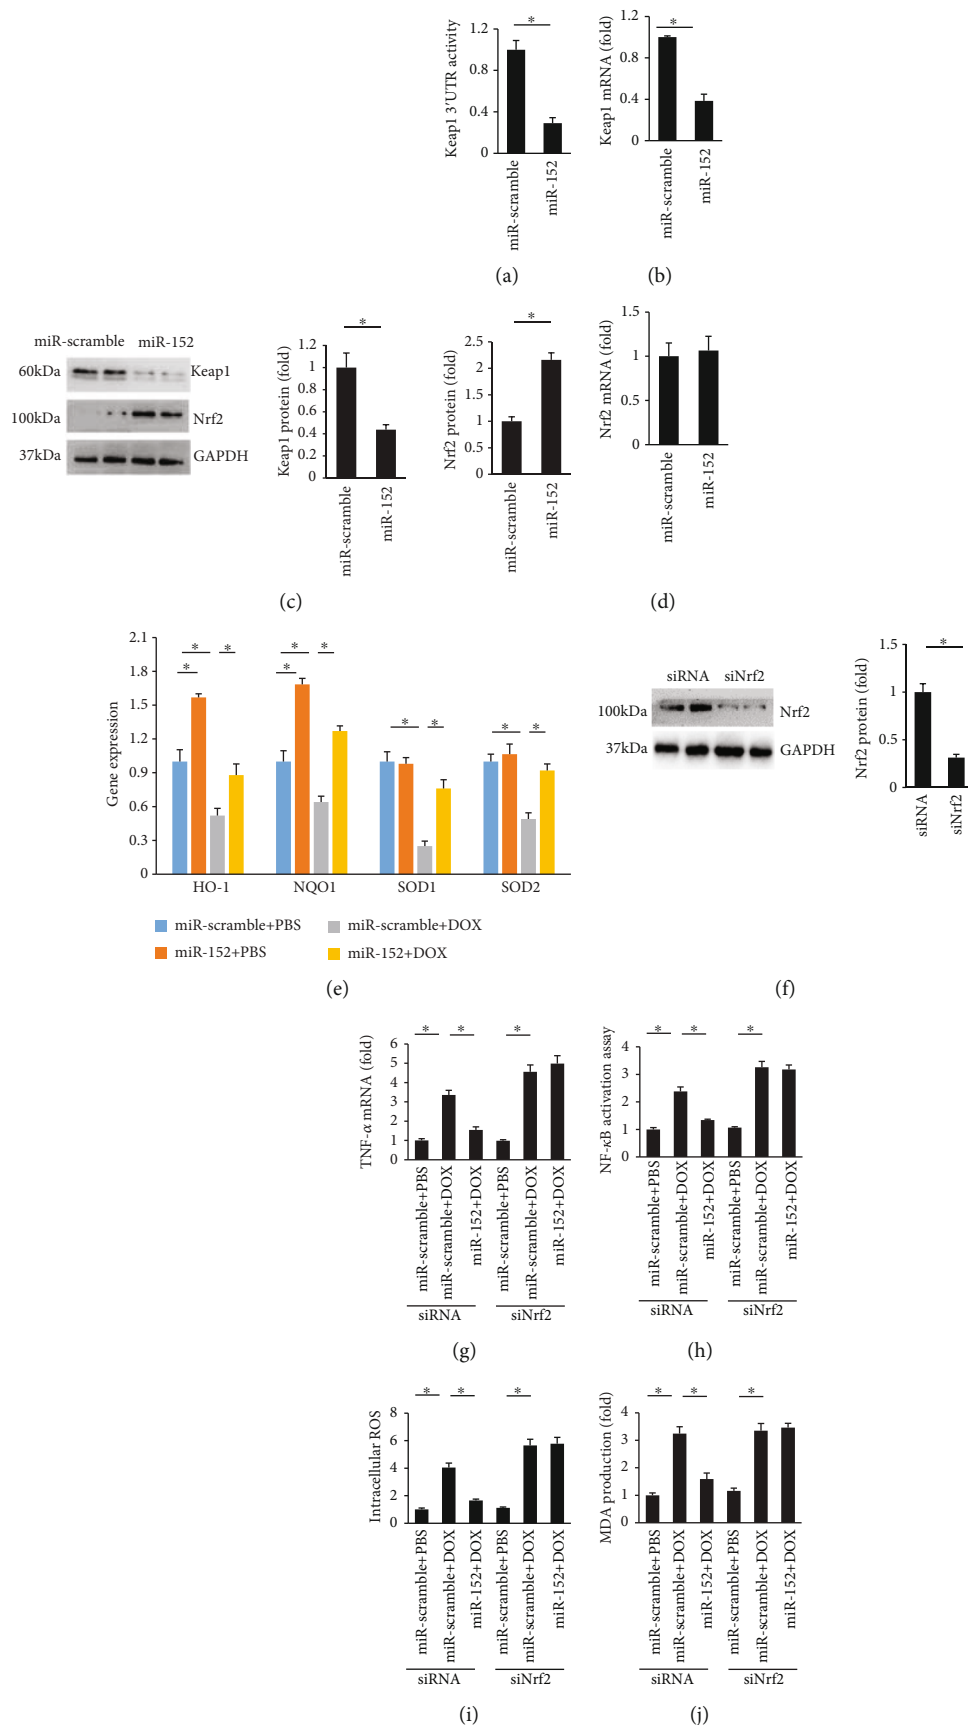 Keap1 3′UTR activity
1.2
0.8
0.4
0
*
miR-scramble
miR-152
(a)
Keap1 mRNA (fold)
1.2
0.8
0.4
0
*
miR-scramble
miR-152
(b)
miR-scramble miR-152
60kDa Keap1
100kDa Nrf2
37kDa GAPDH
Keap1 protein (fold)
1.2
1
0.8
0.6
0.4
0.2
0
*
miR-scramble
miR-152
Nrf2 protein (fold)
2.5
2
1
0.5
0
*
miR-scramble
miR-152
(c)
Nrf2 mRNA (fold)
1.5
1
0.5
0
miR-scramble
miR-152
(d)
Gene expression
2.1
1.8
1.5
1.2
0.9
0.6
0.3
0
* * *
* * *
* *
* *
HO-1 NQO1 SOD1 SOD2
miR-scramble+PBS miR-scramble+DOX
miR-152+PBS miR-152+DOX
(e)
siRNA siNrf2
100kDa Nrf2
37kDa GAPDH
Nrf2 protein (fold)
1.5
1
0.5
0
*
siRNA
siNrf2
(f)
TNF-α mRNA (fold)
6
5
4
3
2
1
0
* * *
miR-scramble+PBS
miR-scramble+DOX
miR-152+DOX
miR-scramble+PBS
miR-scramble+DOX
miR-152+DOX
siRNA siNrf2
(g)
NF-κB activation assay
4
3
2
1
0
* * *
miR-scramble+PBS
miR-scramble+DOX
miR-152+DOX
miR-scramble+PBS
miR-scramble+DOX
miR-152+DOX
siRNA siNrf2
(h)
Intracellular ROS
8
6
4
2
0
* * *
miR-scramble+PBS
miR-scramble+DOX
miR-152+DOX
miR-scramble+PBS
miR-scramble+DOX
miR-152+DOX
siRNA siNrf2
(i)
MDA production (fold)
4
3
2
1
0
* * *
miR-scramble+PBS
miR-scramble+DOX
miR-152+DOX
miR-scramble+PBS
miR-scramble+DOX
miR-152+DOX
siRNA siNrf2
(j)